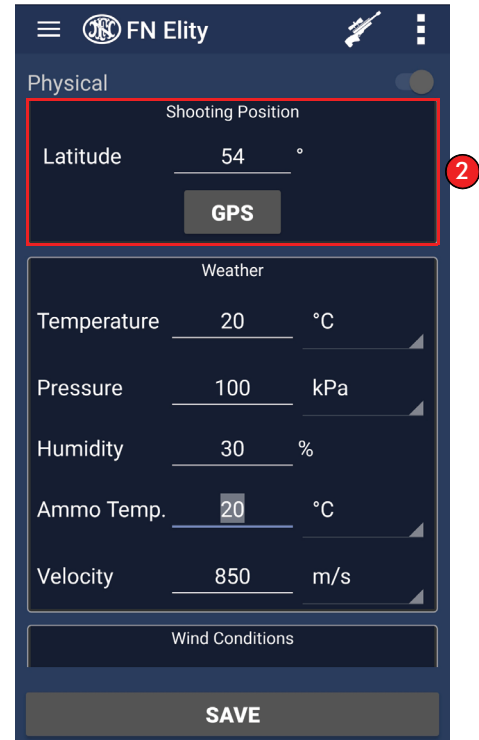 FN FN Elity
Physical
Shooting Position
Latitude 54 °
GPS
2
Weather
Temperature 20 °C
Pressure 100 kPa
Humidity 30 %
Ammo Temp. 20 °C
Velocity 850 m/s
Wind Conditions
SAVE